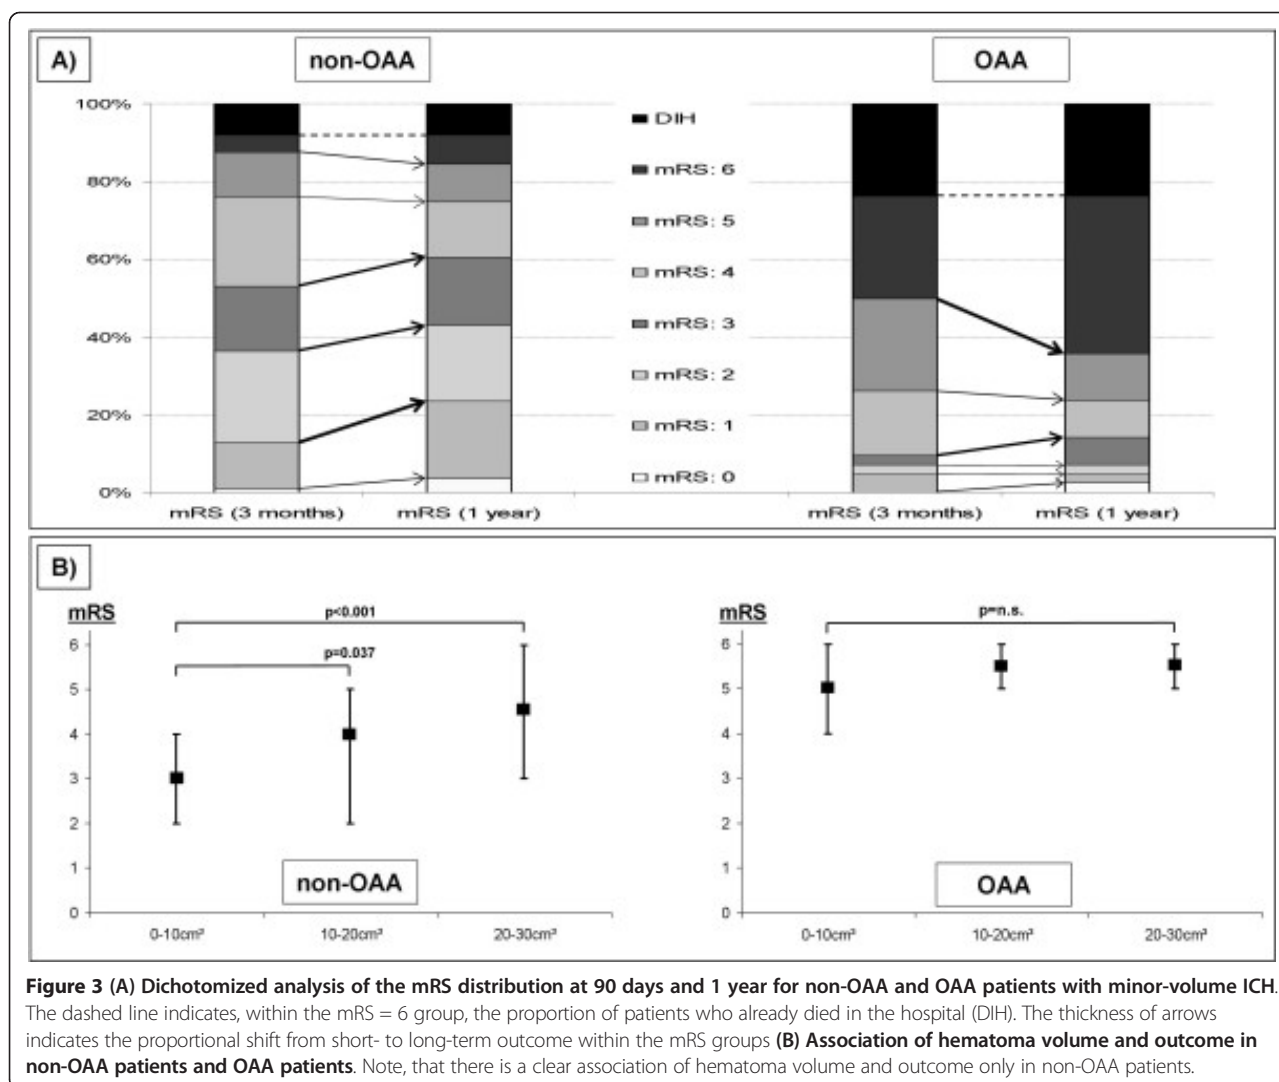 A)
non-OAA
OAA
100%
80%
60%
40%
20%
0%
DIH
mRS: 6
mRS: 5
mRS: 4
mRS: 3
mRS: 2
mRS: 1
mRS: 0
mRS (3 months)
mRS (1 year)
mRS (3 months)
mRS (1 year)
B)
mRS
6
5
4
3
2
1
0
p<0.001
p=0.037
non-OAA
0-10cm³
10-20cm³
20-30cm³
mRS
6
5
4
3
2
1
0
p=n.s.
OAA
0-10cm³
10-20cm³
20-30cm³
Figure 3 (A) Dichotomized analysis of the mRS distribution at 90 days and 1 year for non-OAA and OAA patients with minor-volume ICH.
The dashed line indicates, within the mRS = 6 group, the proportion of patients who already died in the hospital (DIH). The thickness of arrows
indicates the proportional shift from short- to long-term outcome within the mRS groups (B) Association of hematoma volume and outcome in
non-OAA patients and OAA patients. Note, that there is a clear association of hematoma volume and outcome only in non-OAA patients.